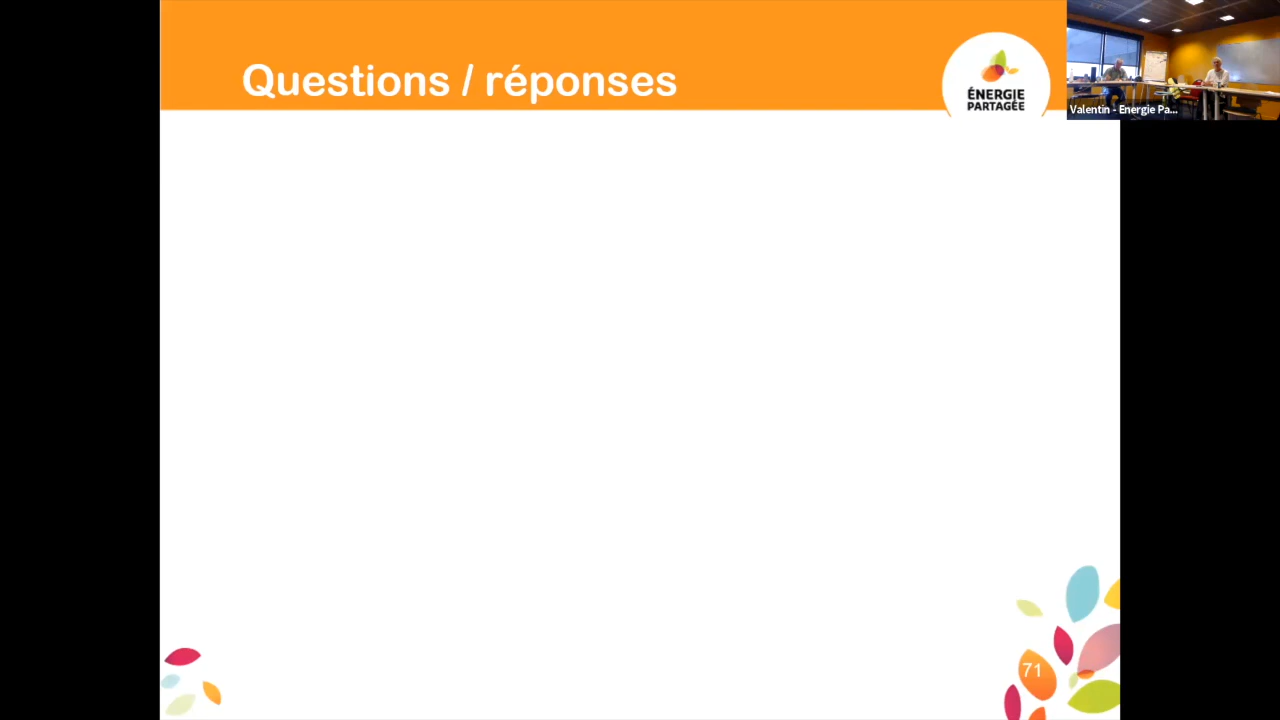 Questions / réponses
ÉNERGIE
PARTAGÉE
Valentin - Energie Pa...
71